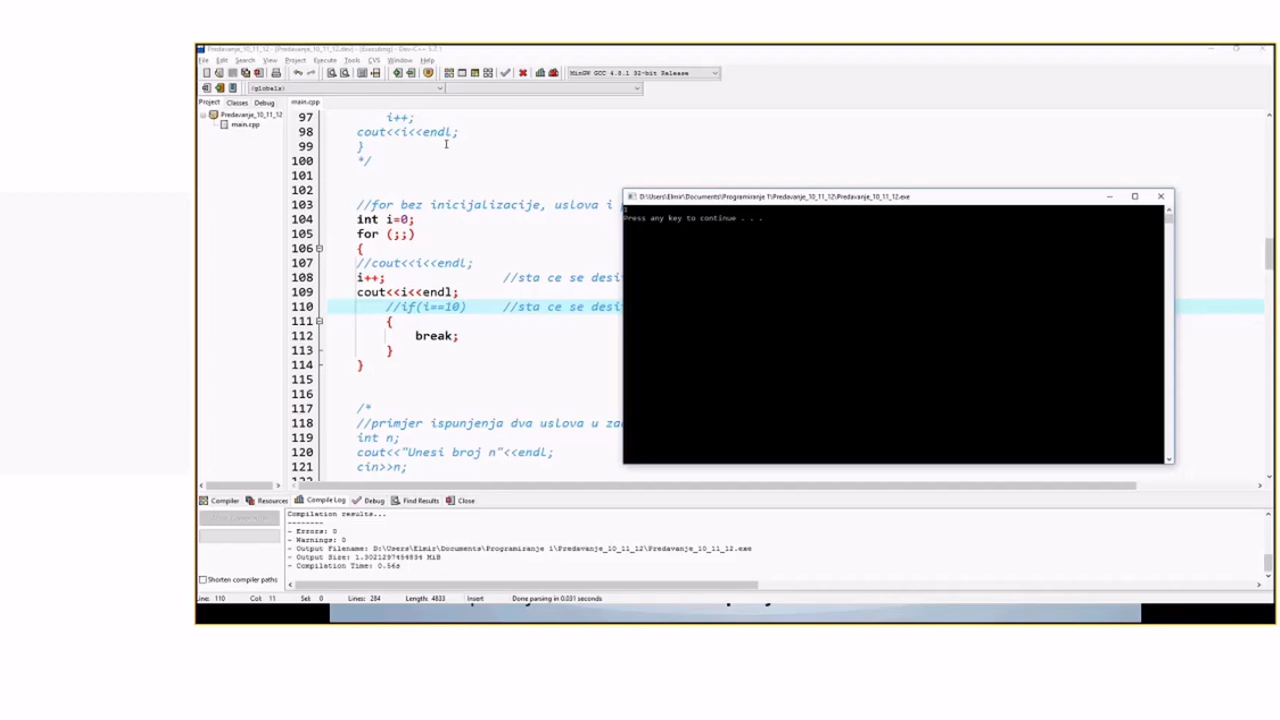 Predavanje_10_11_12 - [Predavanje_10_11_12.dev] - [Executing] - Dev-C++ 5.7.1
File Edit Search View Project Execute Tools CVS Window Help
MinGW GCC 4.8.1 32-bit Release
(globals)
Project Classes Debug
main.cpp
Predavanje_10_11_12
main.cpp
97 i++;
98 cout<<i<<endl;
99 }
100 */
101
102
103 //for bez inicijalizacije, uslova i
104 int i=0;
105 for (;;)
106 {
107 //cout<<i<<endl;
108 i++; //sta ce se desi
109 cout<<i<<endl;
110 //if(i==10) //sta ce se desi
111 {
112 break;
113 }
114 }
115
116
117 /*
118 //primjer ispunjenja dva uslova u
119 int n;
120 cout<<"Unesi broj n"<<endl;
121 cin>>n;
D:\Users\Elmir\Documents\Programiranje 1\Predavanje_10_11_12\Predavanje_10_11_12.exe
1
Press any key to continue . . .
Compiler Resources Compile Log Debug Find Results Close
Compilation results...
--------
- Errors: 0
- Warnings: 0
- Output Filename: D:\Users\Elmir\Documents\Programiranje 1\Predavanje_10_11_12\Predavanje_10_11_12.exe
- Output Size: 1.3021297454834 MiB
- Compilation Time: 0.56s
Shorten compiler paths
Line: 110 Col: 11 Sel: 0 Lines: 284 Length: 4833 Insert Done parsing in 0.031 seconds